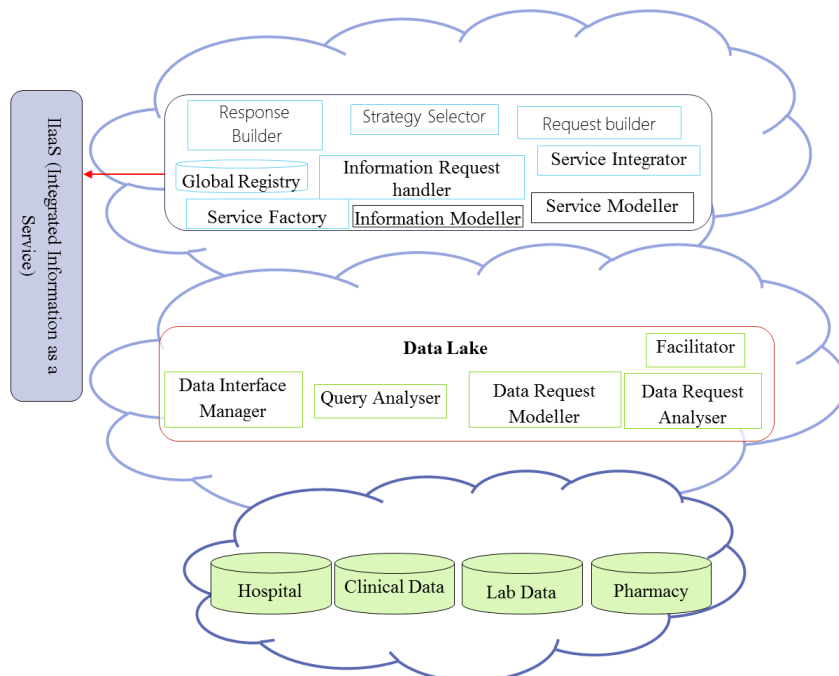 IIaaS (Integrated Information as a
Service)
Response
Builder
Strategy Selector
Request builder
Global Registry
Information Request
handler
Service Integrator
Service Factory
Information Modeller
Service Modeller
Data Lake
Facilitator
Data Interface
Manager
Query Analyser
Data Request
Modeller
Data Request
Analyser
Hospital
Clinical Data
Lab Data
Pharmacy